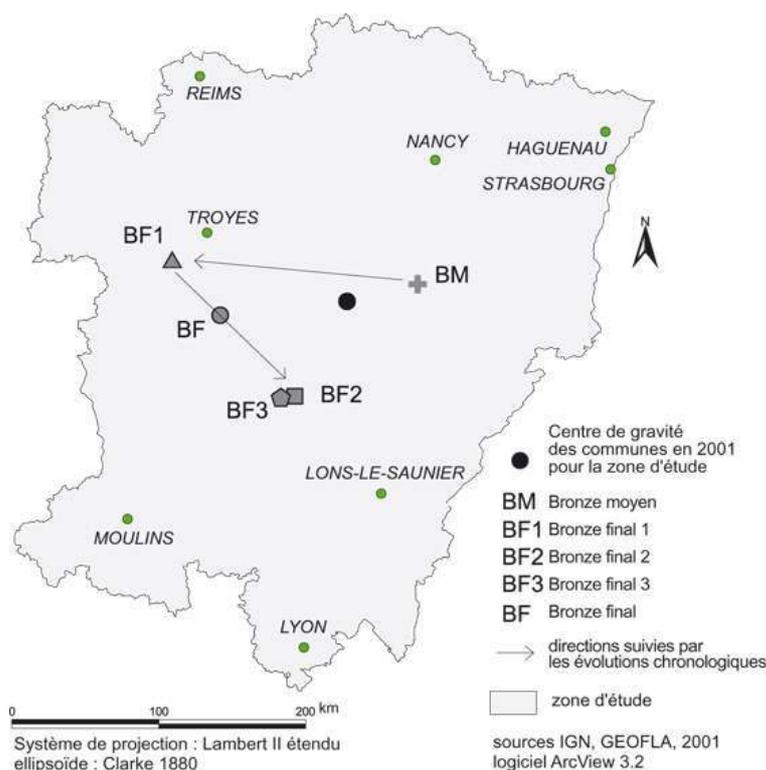 REIMS
NANCY
HAGUENAU
STRASBOURG
TROYES
BF1
N
BM
BF
BF3
BF2
LONS-LE-SAUNIER
MOULINS
LYON
Centre de gravité
des communes en 2001
pour la zone d'étude
BM Bronze moyen
BF1 Bronze final 1
BF2 Bronze final 2
BF3 Bronze final 3
BF Bronze final
directions suivies par
les évolutions chronologiques
zone d'étude
0 100 200 km
Système de projection : Lambert II étendu
ellipsoïde : Clarke 1880
sources IGN, GEOFLA, 2001
logiciel ArcView 3.2